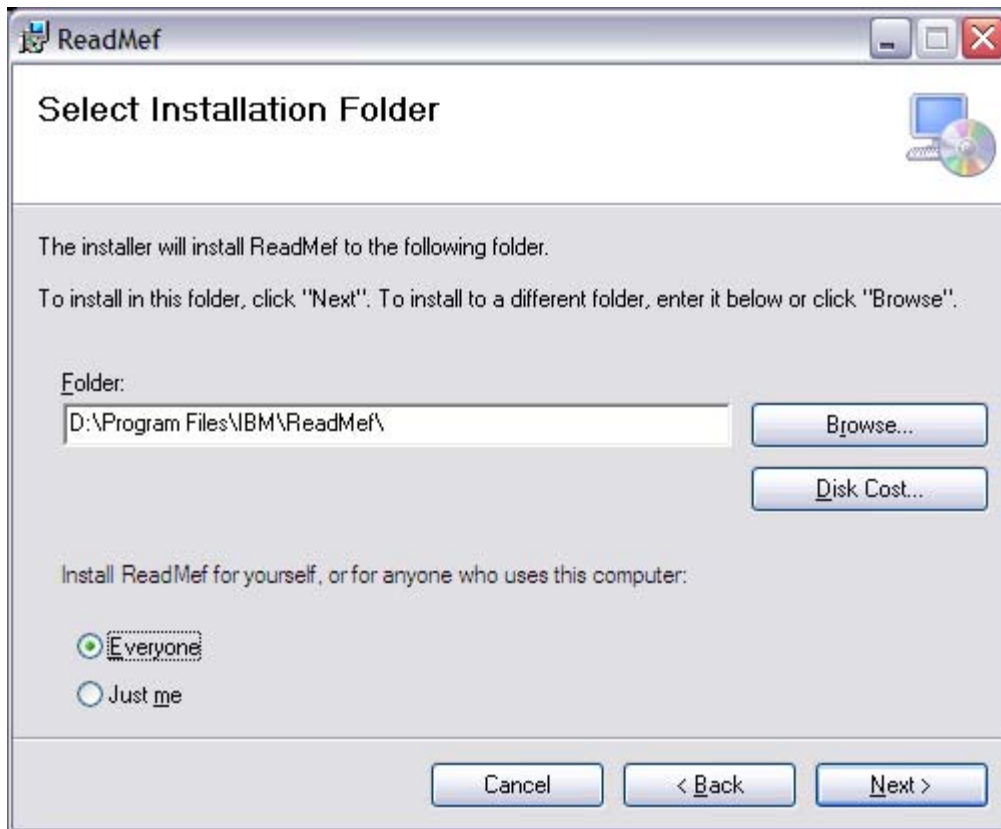 ReadMef
Select Installation Folder
The installer will install ReadMef to the following folder.
To install in this folder, click "Next". To install to a different folder, enter it below or click "Browse".
Folder:
D:\Program Files\IBM\ReadMef\
Browse...
Disk Cost...
Install ReadMef for yourself, or for anyone who uses this computer:
Everyone
Just me
Cancel
< Back
Next >